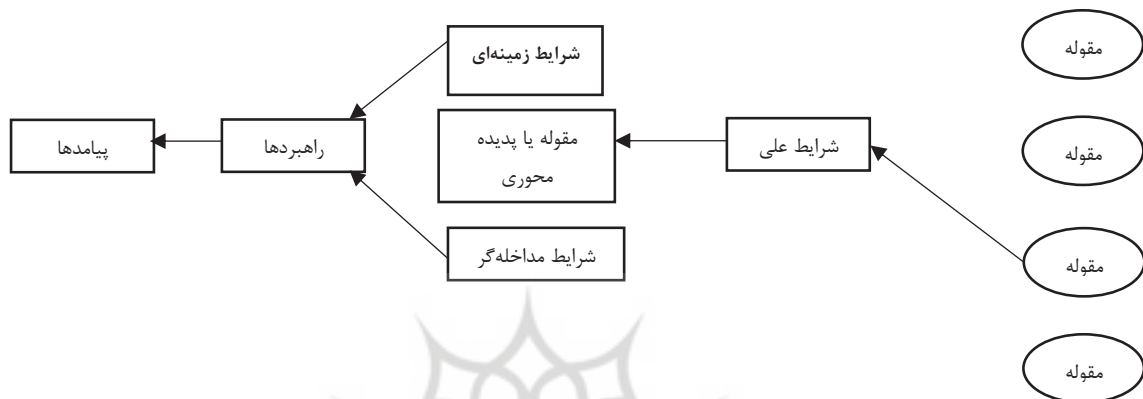 مقوله
مقوله
مقوله
مقوله
شرایط علی
شرایط زمینه‌ای
مقوله یا پدیده
محوری
شرایط مداخله‌گر
راهبردها
پیامدها